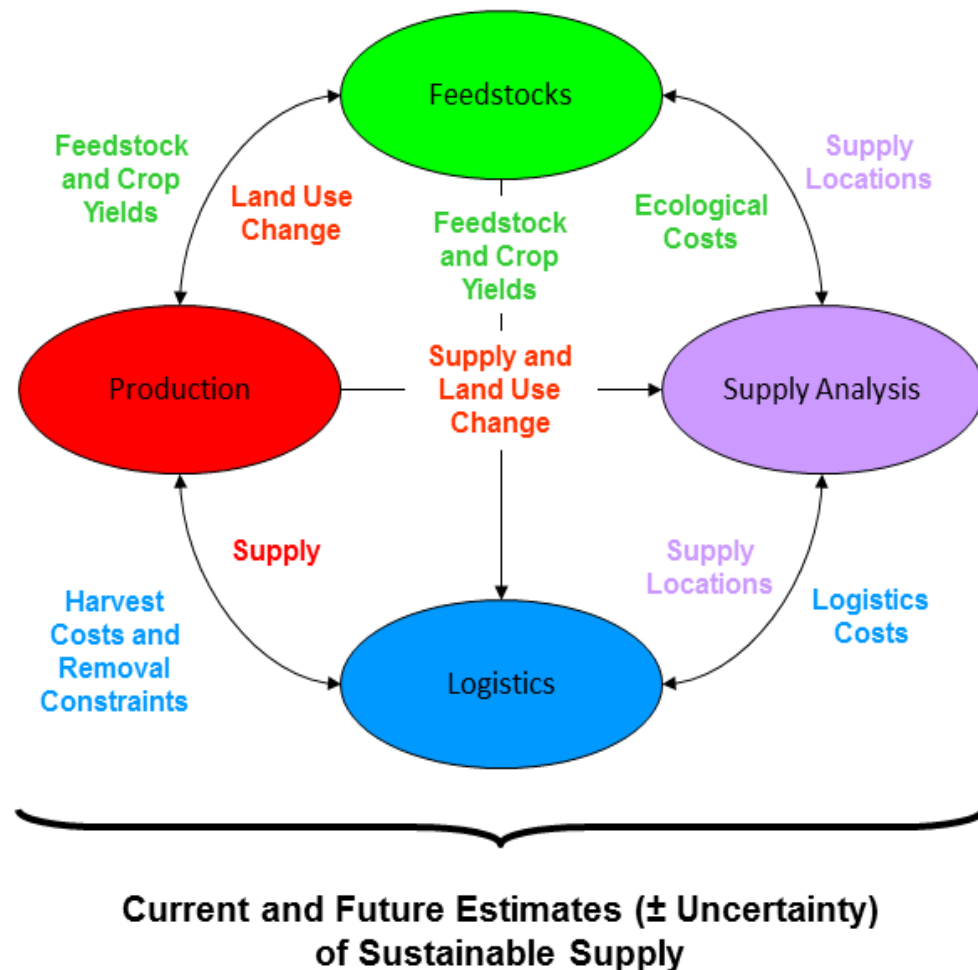 Feedstocks
Feedstock
and Crop
Yields
Land Use
Change
Feedstock
and Crop
Yields
Ecological
Costs
Supply
Locations
Production
Supply and
Land Use
Change
Supply Analysis
Supply
Harvest
Costs and
Removal
Constraints
Supply
Locations
Logistics
Costs
Logistics
Current and Future Estimates (± Uncertainty)
of Sustainable Supply